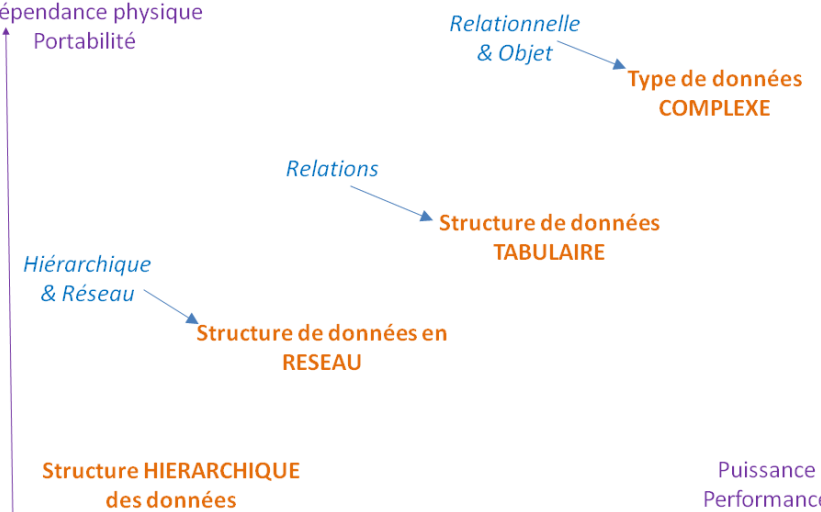 épendance physique
Portabilité
Relationnelle
& Objet
Type de données
COMPLEXE
Relations
Structure de données
TABULAIRE
Hiérarchique
& Réseau
Structure de données en
RESEAU
Structure HIERARCHIQUE
des données
Puissance
Performance